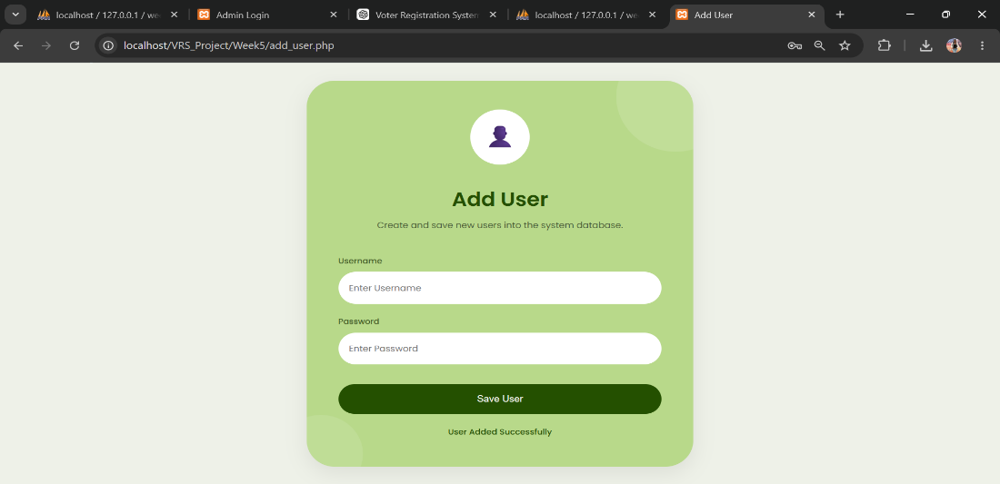 localhost / 127.0.0.1 / we
Admin Login
Voter Registration System
localhost / 127.0.0.1 / we
Add User
localhost/VRS_Project/Week5/add_user.php
Add User
Create and save new users into the system database.
Username
Enter Username
Password
Enter Password
Save User
User Added Successfully